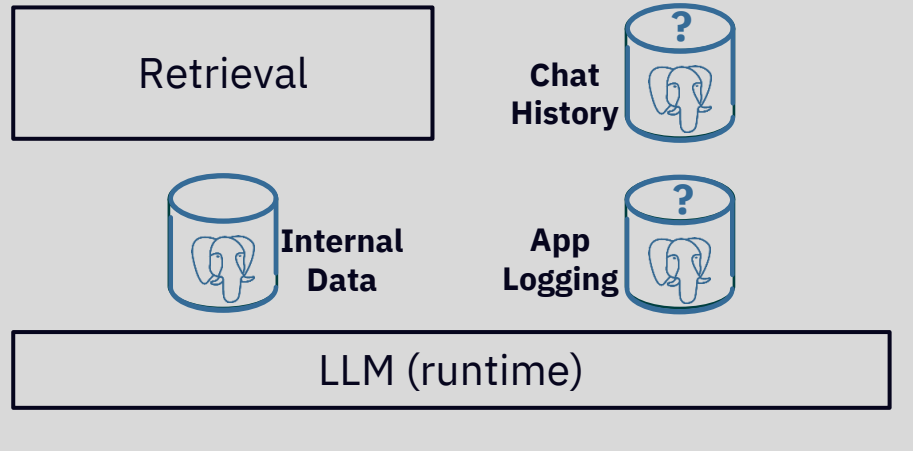 Retrieval
?
Chat
History
Internal
Data
?
App
Logging
LLM (runtime)